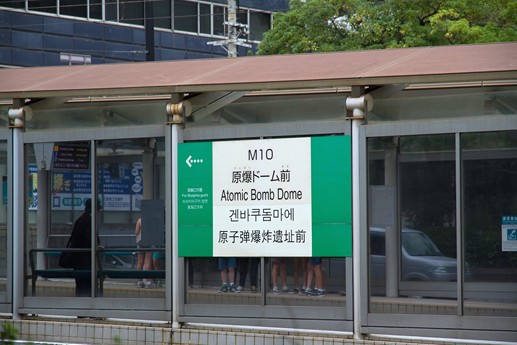 M10
原爆ドーム前
Atomic Bomb Dome
겐바쿠돔마에
原子弹爆炸遗址前